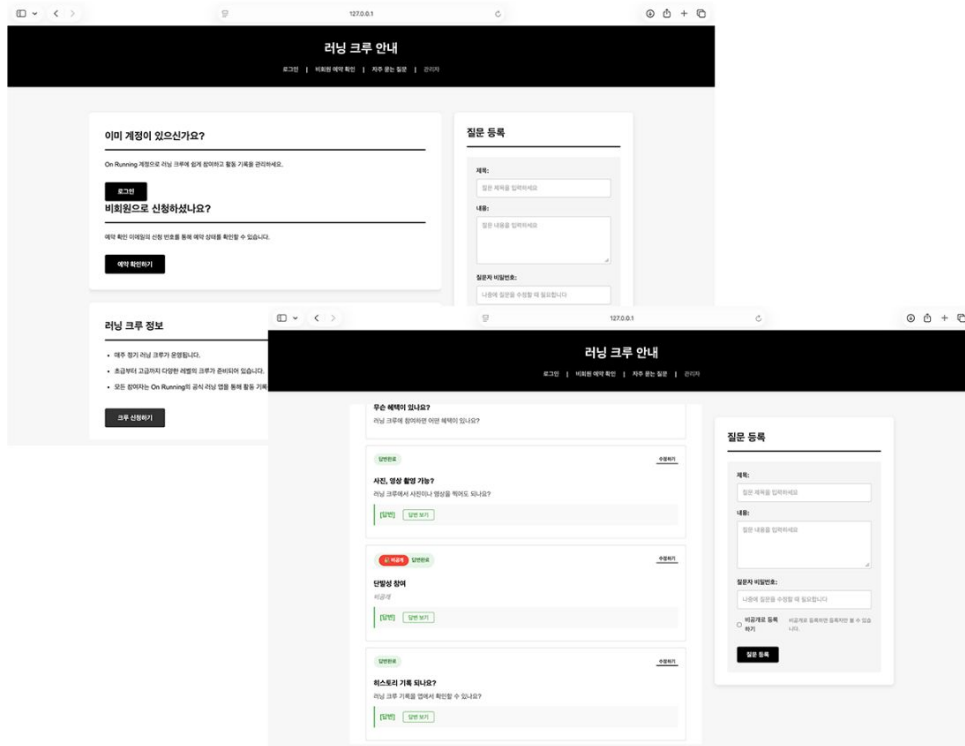 127.0.0.1
러닝 크루 안내
로그인 | 비회원 예약 확인 | 자주 묻는 질문 | 관리자
이미 계정이 있으신가요?
On Running 계정으로 러닝 크루에 쉽게 참여하고 활동 기록을 관리하세요.
로그인
비회원으로 신청하셨나요?
예약 확인 이메일의 신청 번호를 통해 예약 상태를 확인할 수 있습니다.
예약 확인하기
러닝 크루 정보
• 매주 정기 러닝 크루가 운영됩니다.
• 초급부터 고급까지 다양한 레벨의 크루가 준비되어 있습니다.
• 모든 참여자는 On Running의 공식 러닝 앱을 통해 활동 기록
크루 신청하기
질문 등록
제목:
질문 제목을 입력하세요
내용:
질문 내용을 입력하세요
질문자 비밀번호:
나중에 질문을 수정할 때 필요합니다
127.0.0.1
러닝 크루 안내
로그인 | 비회원 예약 확인 | 자주 묻는 질문 | 관리자
무슨 혜택이 있나요?
러닝 크루에 참여하면 어떤 혜택이 있나요?
답변완료
수정하기
사진, 영상 촬영 가능?
러닝 크루에서 사진이나 영상을 찍어도 되나요?
[답변] 답변 보기
비공개 답변완료
수정하기
단발성 참여
비공개
[답변] 답변 보기
답변완료
수정하기
히스토리 기록 되나요?
러닝 크루 기록을 앱에서 확인할 수 있나요?
[답변] 답변 보기
질문 등록
제목:
질문 제목을 입력하세요
내용:
질문 내용을 입력하세요
질문자 비밀번호:
나중에 질문을 수정할 때 필요합니다
비공개로 등록
하기
비공개로 등록하면 등록자만 볼 수 있습
니다.
질문 등록